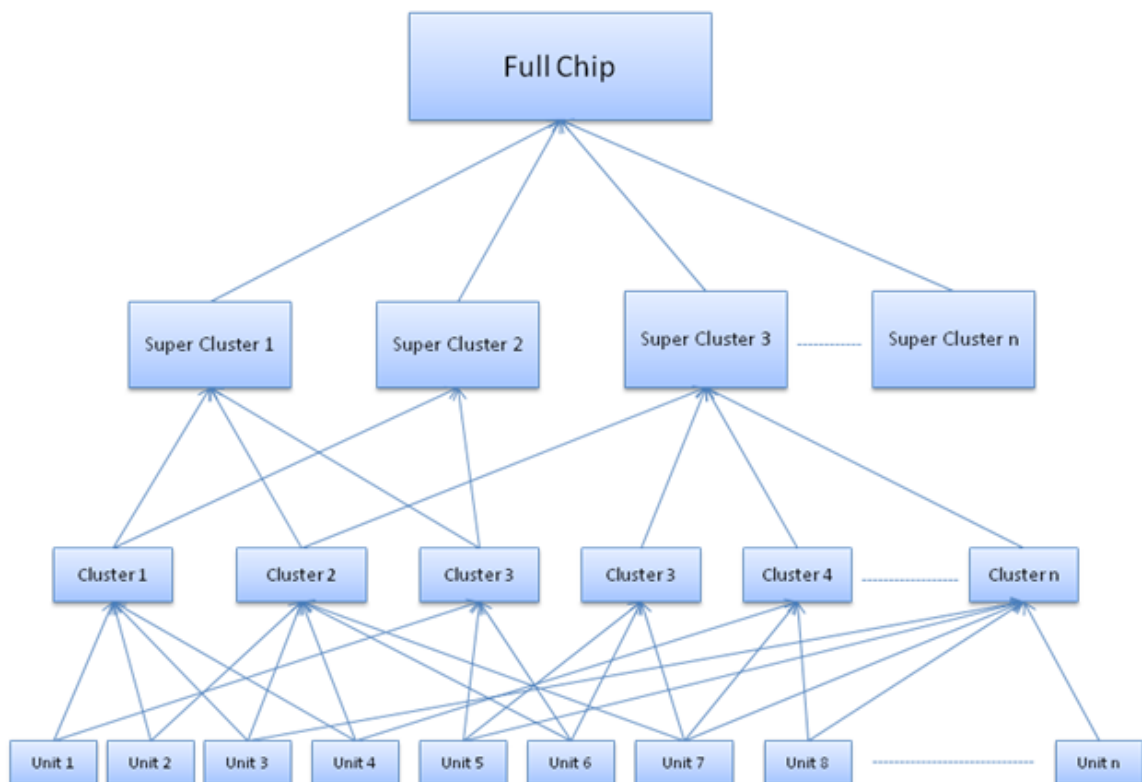 Full Chip
Super Cluster 1
Super Cluster 2
Super Cluster 3
Super Cluster n
Cluster 1
Cluster 2
Cluster 3
Cluster 3
Cluster 4
Cluster n
Unit 1
Unit 2
Unit 3
Unit 4
Unit 5
Unit 6
Unit 7
Unit 8
Unit n